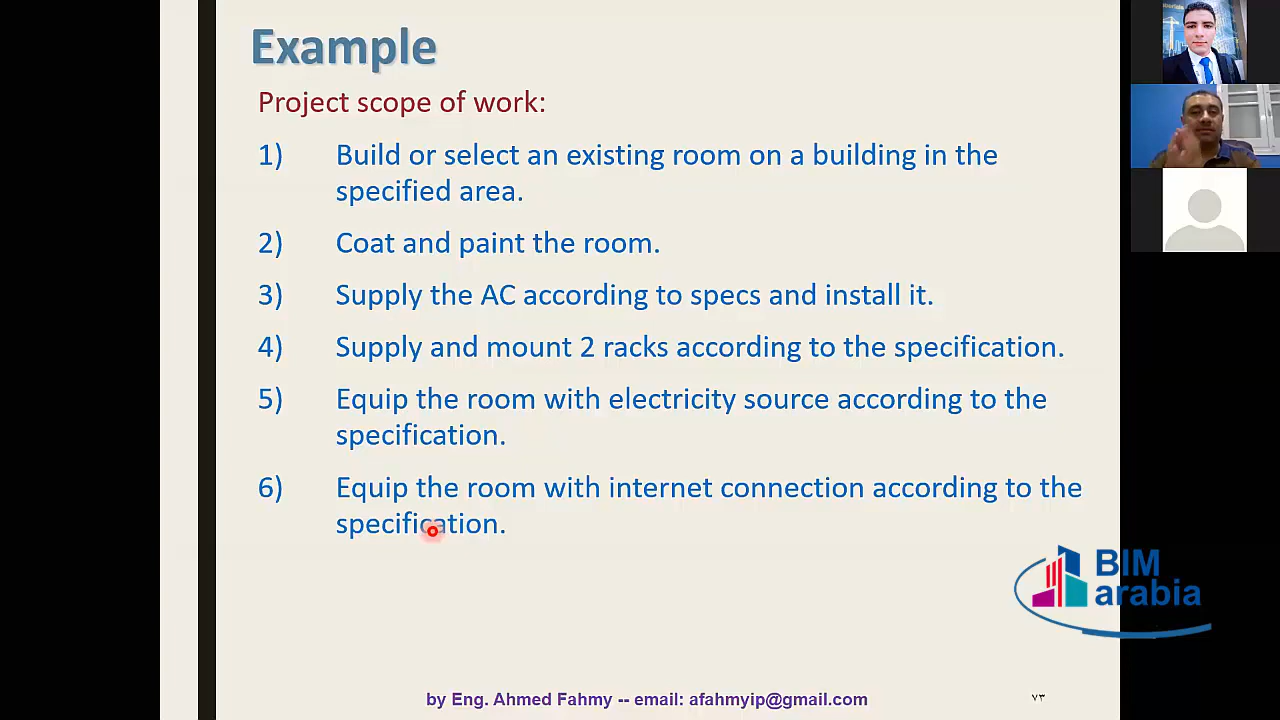 Example
Project scope of work:
1) Build or select an existing room on a building in the
specified area.
2) Coat and paint the room.
3) Supply the AC according to specs and install it.
4) Supply and mount 2 racks according to the specification.
5) Equip the room with electricity source according to the
specification.
6) Equip the room with internet connection according to the
specification.
BIM
arabia
by Eng. Ahmed Fahmy -- email: afahmyip@gmail.com
٧٣